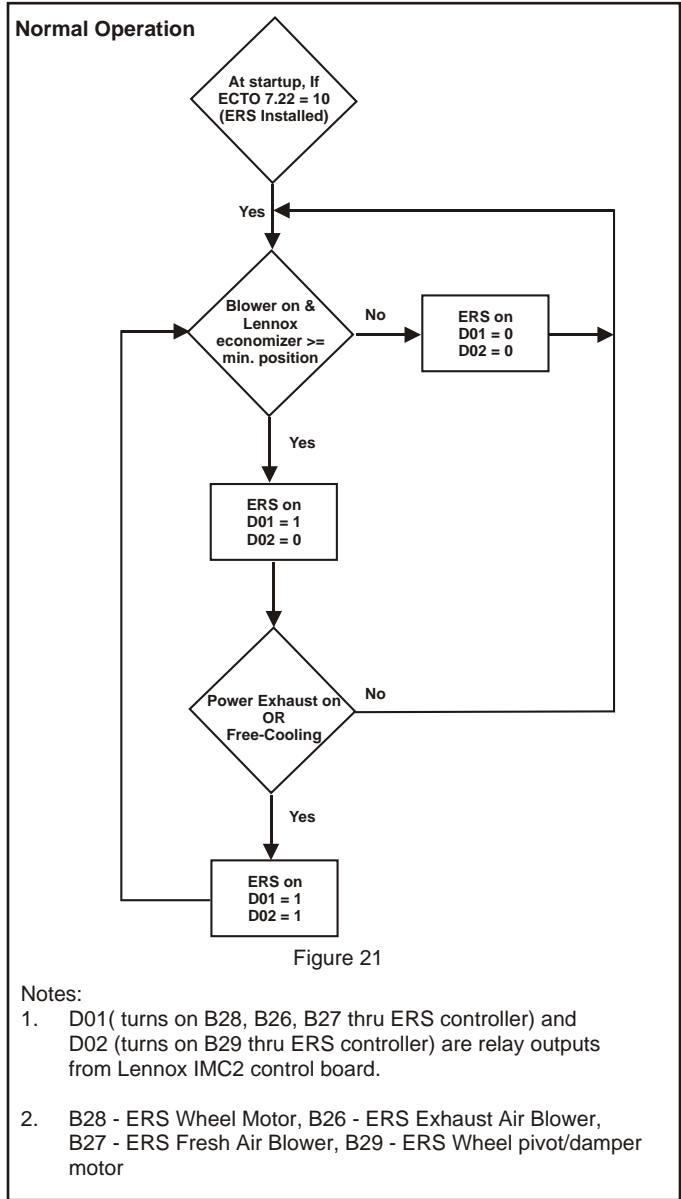 Normal Operation
At startup, If
ECTO 7.22 = 10
(ERS Installed)
Yes
Blower on &
Lennox
economizer >=
min. position
No
ERS on
D01 = 0
D02 = 0
Yes
ERS on
D01 = 1
D02 = 0
Power Exhaust on
OR
Free-Cooling
No
Yes
ERS on
D01 = 1
D02 = 1
Figure 21
Notes:
1. D01( turns on B28, B26, B27 thru ERS controller) and
D02 (turns on B29 thru ERS controller) are relay outputs
from Lennox IMC2 control board.
2. B28 - ERS Wheel Motor, B26 - ERS Exhaust Air Blower,
B27 - ERS Fresh Air Blower, B29 - ERS Wheel pivot/damper
motor